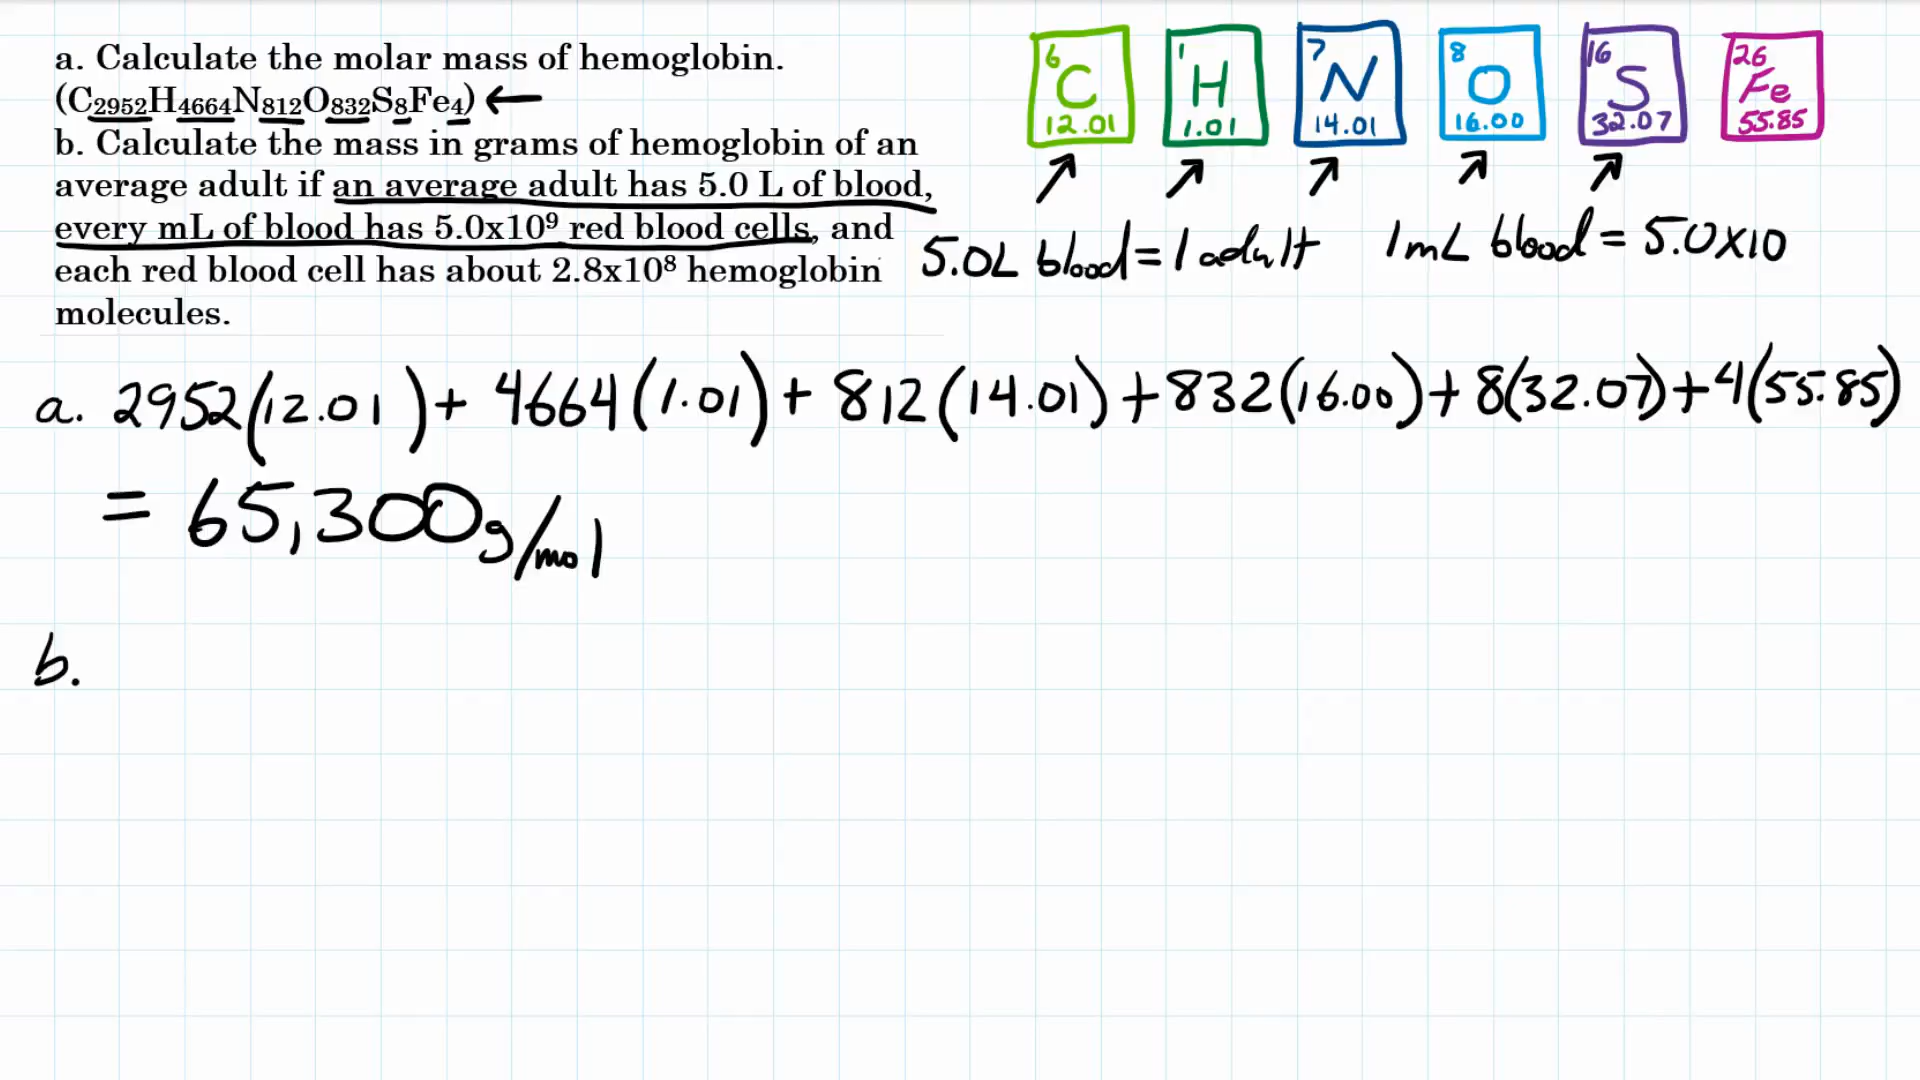 a. Calculate the molar mass of hemoglobin.
(C₂₉₅₂H₄₆₆₄N₈₁₂O₈₃₂S₈Fe₄) ←
b. Calculate the mass in grams of hemoglobin of an
average adult if an average adult has 5.0 L of blood,
every mL of blood has 5.0x10⁹ red blood cells, and
each red blood cell has about 2.8x10⁸ hemoglobin
molecules.
6 C 12.01
1 H 1.01
7 N 14.01
8 O 16.00
16 S 32.07
26 Fe 55.85
5.0L blood = 1 adult 1mL blood = 5.0X10
a. 2952(12.01) + 4664(1.01) + 812(14.01) + 832(16.00) + 8(32.07) + 4(55.85)
= 65,300g/mol
b.